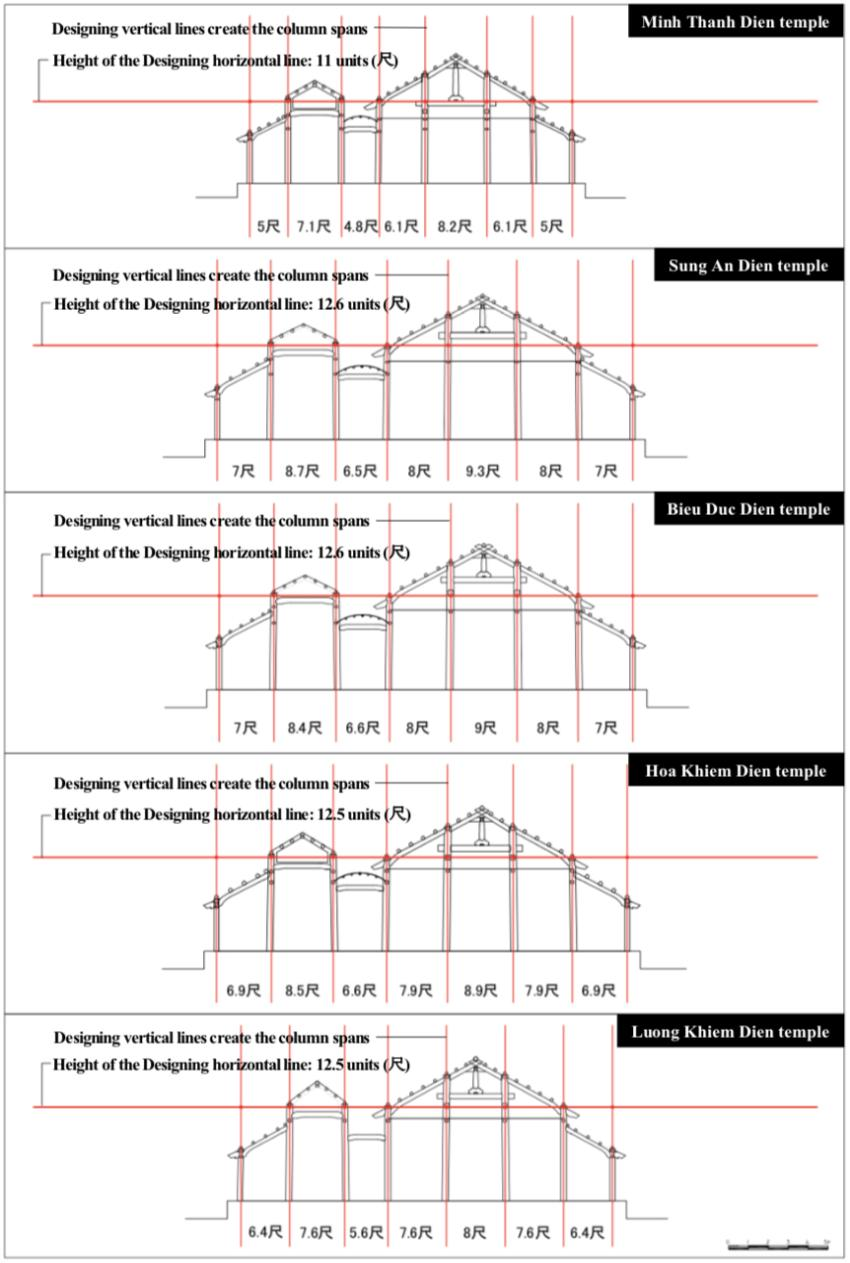 Minh Thanh Dien temple
Designing vertical lines create the column spans
Height of the Designing horizontal line: 11 units (尺)
5尺 7.1尺 4.8尺 6.1尺 8.2尺 6.1尺 5尺
Sung An Dien temple
Designing vertical lines create the column spans
Height of the Designing horizontal line: 12.6 units (尺)
7尺 8.7尺 6.5尺 8尺 9.3尺 8尺 7尺
Bieu Duc Dien temple
Designing vertical lines create the column spans
Height of the Designing horizontal line: 12.6 units (尺)
7尺 8.4尺 6.6尺 8尺 9尺 8尺 7尺
Hoa Khiem Dien temple
Designing vertical lines create the column spans
Height of the Designing horizontal line: 12.5 units (尺)
6.9尺 8.5尺 6.6尺 7.9尺 8.9尺 7.9尺 6.9尺
Luong Khiem Dien temple
Designing vertical lines create the column spans
Height of the Designing horizontal line: 12.5 units (尺)
6.4尺 7.6尺 5.6尺 7.6尺 8尺 7.6尺 6.4尺